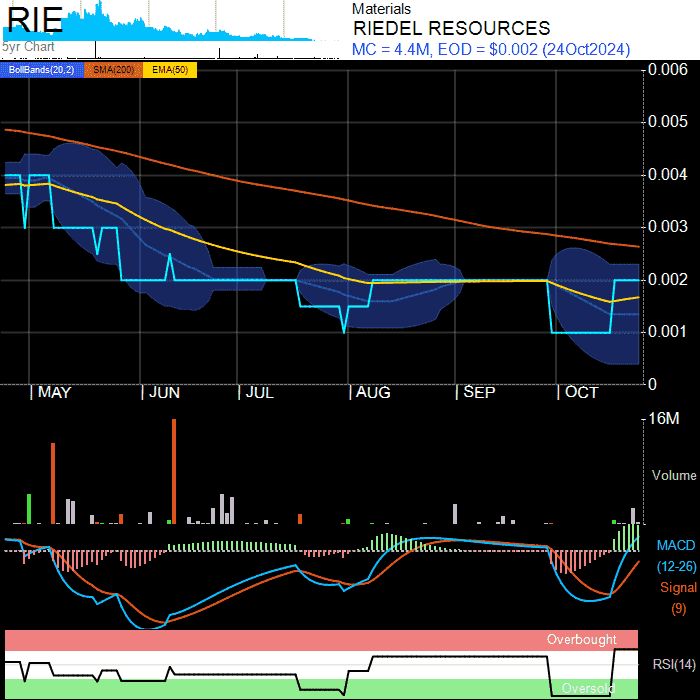 RIE
5yr Chart
Materials
RIEDEL RESOURCES
MC = 4.4M, EOD = $0.002 (24Oct2024)
BollBands(20,2) SMA(200) EMA(50)
0.006
0.005
0.004
0.003
0.002
0.001
0
MAY JUN JUL AUG SEP OCT
16M
Volume
MACD
(12-26)
Signal
(9)
Overbought
RSI(14)
Oversold